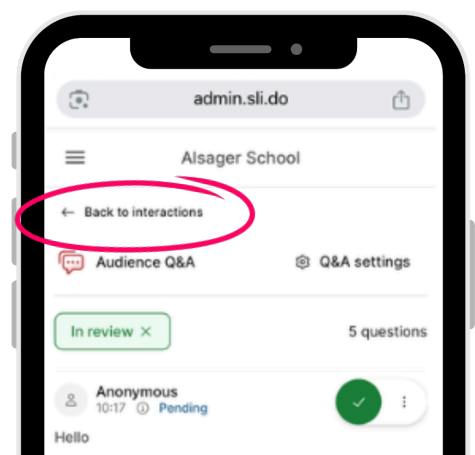 admin.sli.do
Alsager School
← Back to interactions
Audience Q&A
Q&A settings
In review ×
5 questions
Anonymous
10:17 Pending
Hello